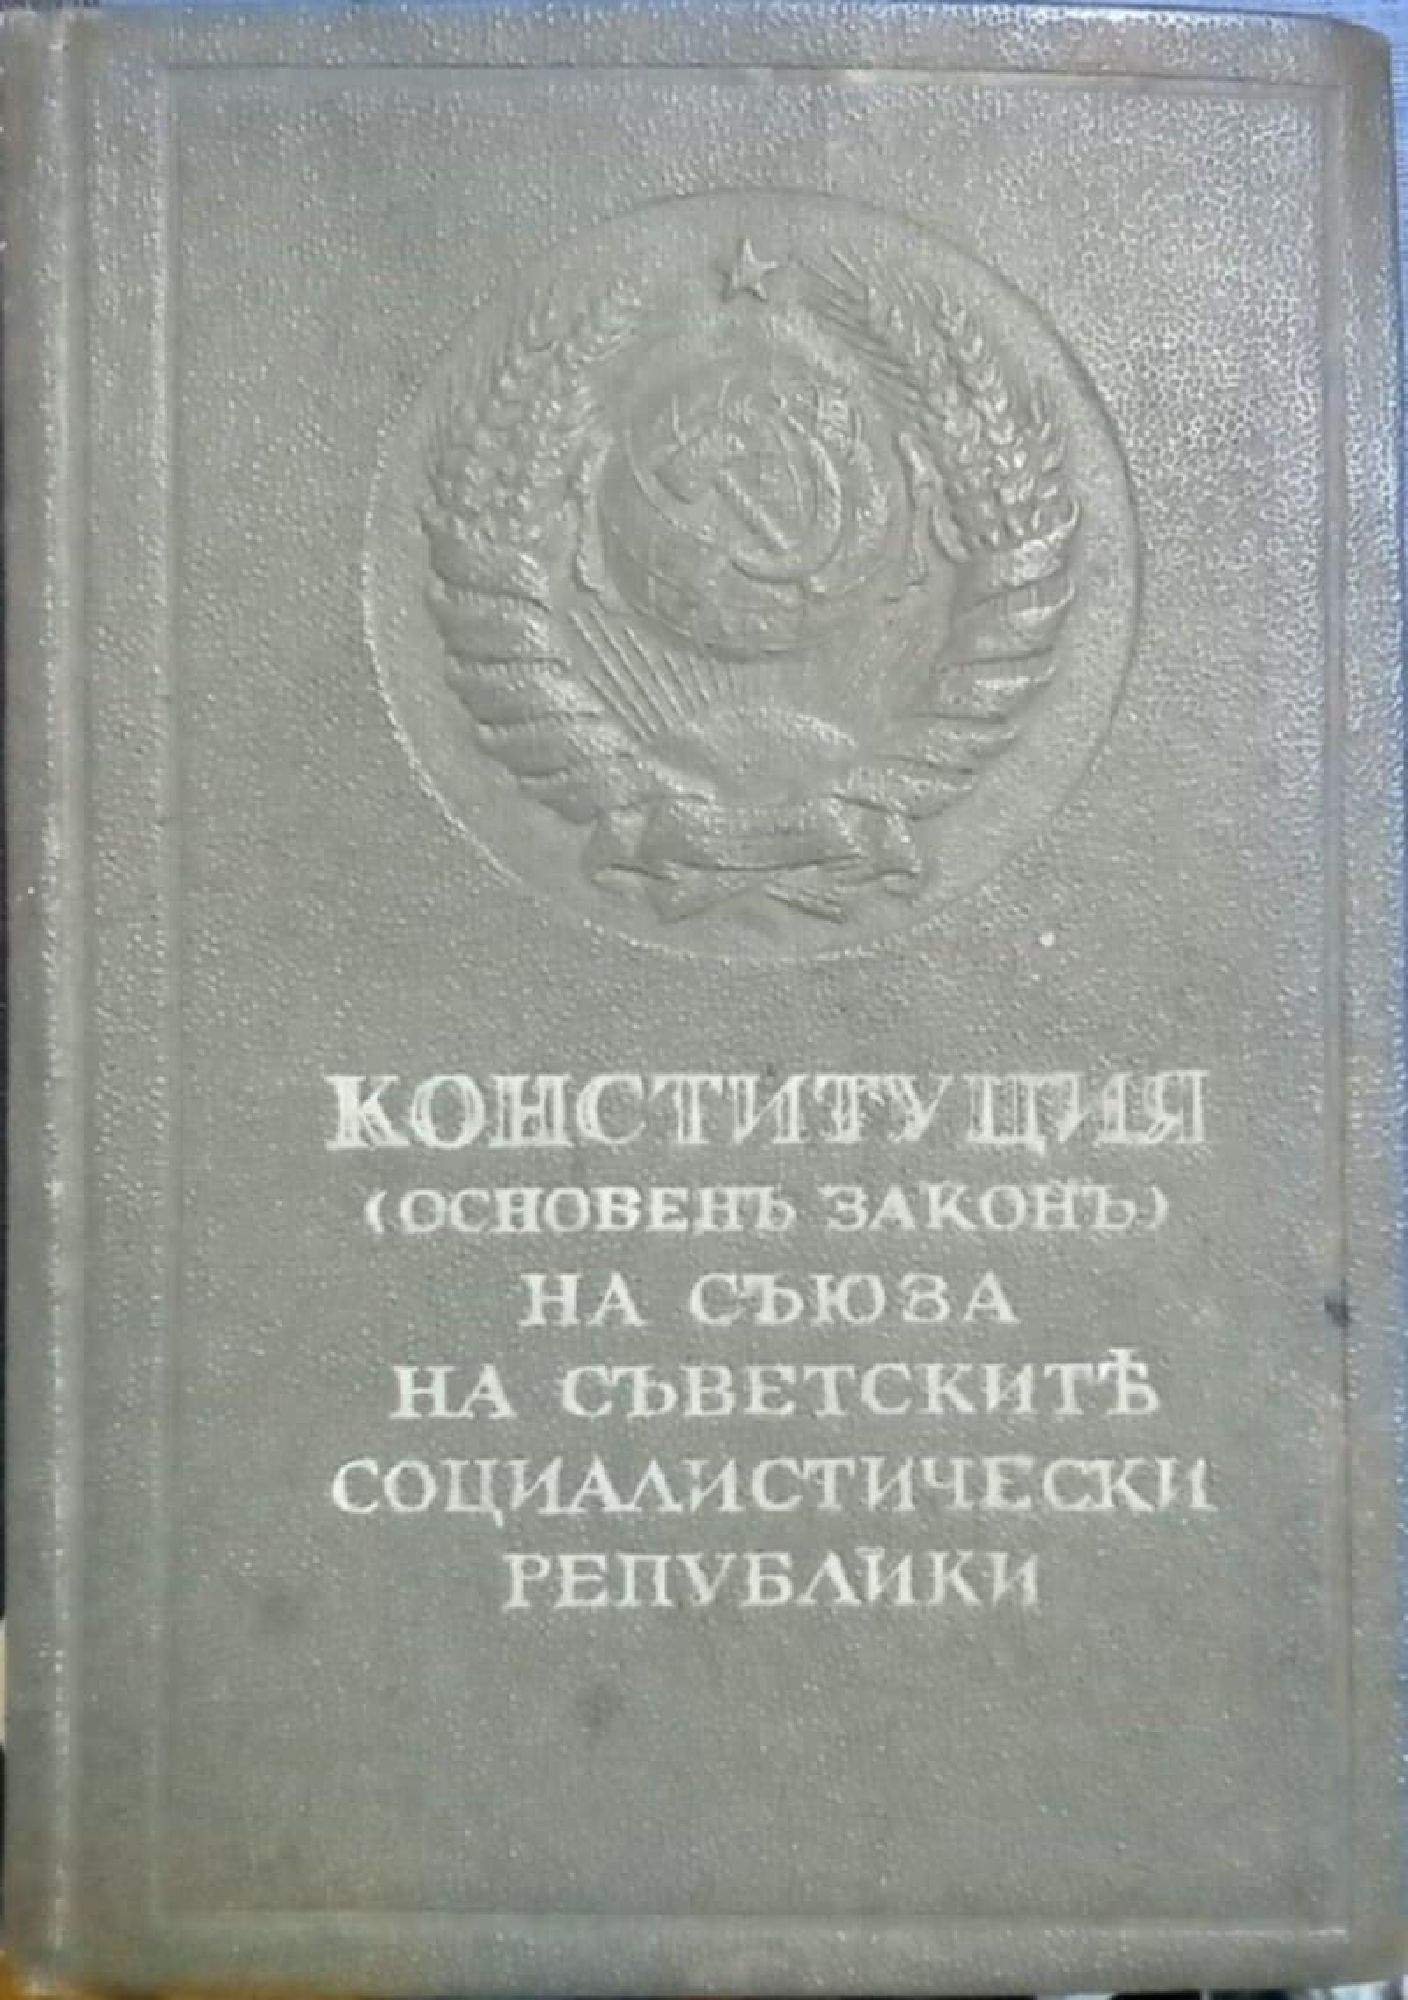 КОНСТИТУЦИЯ
(ОСНОВЕНЪ ЗАКОНЪ)
НА СЪЮЗА
НА СЪВЕТСКИТѢ
СОЦИАЛИСТИЧЕСКИ
РЕПУБЛИКИ